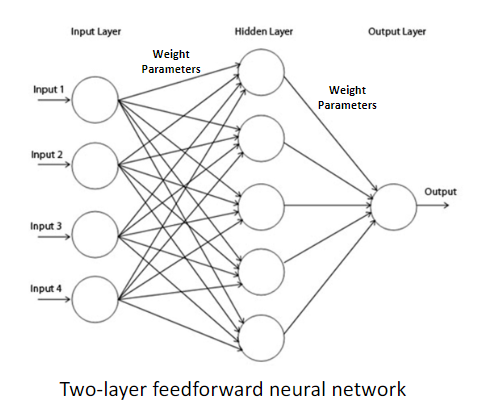 Input Layer
Hidden Layer
Output Layer
Weight
Parameters
Weight
Parameters
Input 1
Input 2
Input 3
Input 4
Output
Two-layer feedforward neural network